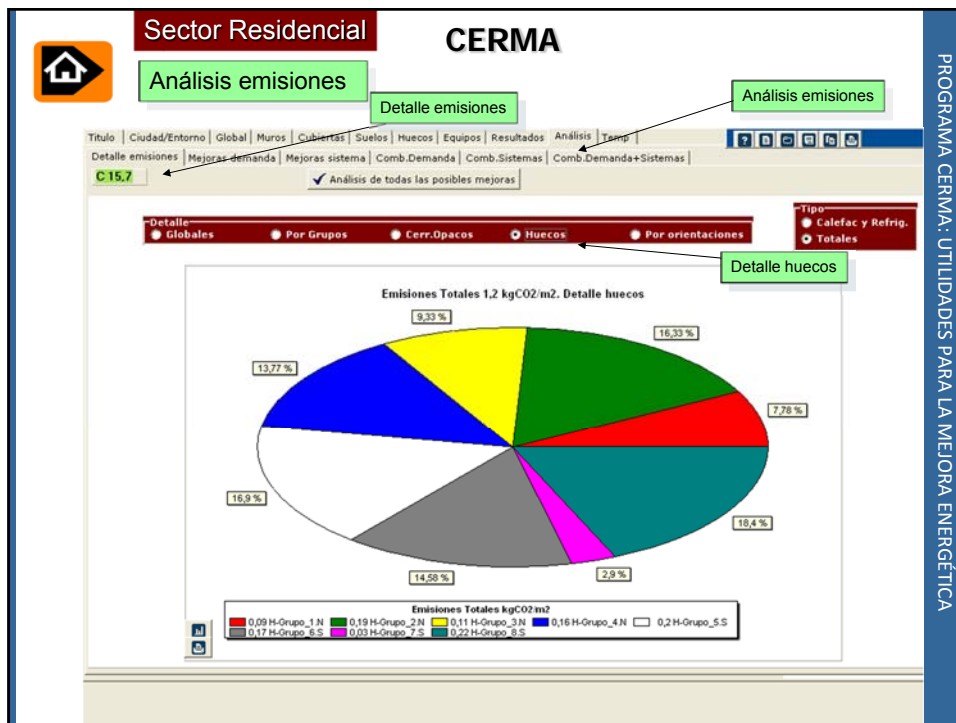 Sector Residencial
CERMA
Análisis emisiones
Detalle emisiones
Análisis emisiones
Titulo Ciudad/Entorno Global Muros Cubiertas Suelos Huecos Equipos Resultados Análisis Temp
Detalle emisiones Mejoras demanda Mejoras sistema Comb.Demanda Comb.Sistemas Comb.Demanda+Sistemas
C 15,7
Análisis de todas las posibles mejoras
Detalle
Globales Por Grupos Cerr.Opacos Huecos Por orientaciones
Tipo
Calefac y Refrig.
Totales
Detalle huecos
Emisiones Totales 1,2 kgCO2/m2. Detalle huecos
9,33 %
16,33 %
13,77 %
7,78 %
16,9 %
18,4 %
14,58 %
2,9 %
Emisiones Totales kgCO2/m2
0,09 H-Grupo_1.N 0,19 H-Grupo_2.N 0,11 H-Grupo_3.N 0,16 H-Grupo_4.N 0,2 H-Grupo_5.S
0,17 H-Grupo_6.S 0,03 H-Grupo_7.S 0,22 H-Grupo_8.S
PROGRAMA CERMA: UTILIDADES PARA LA MEJORA ENERGÉTICA